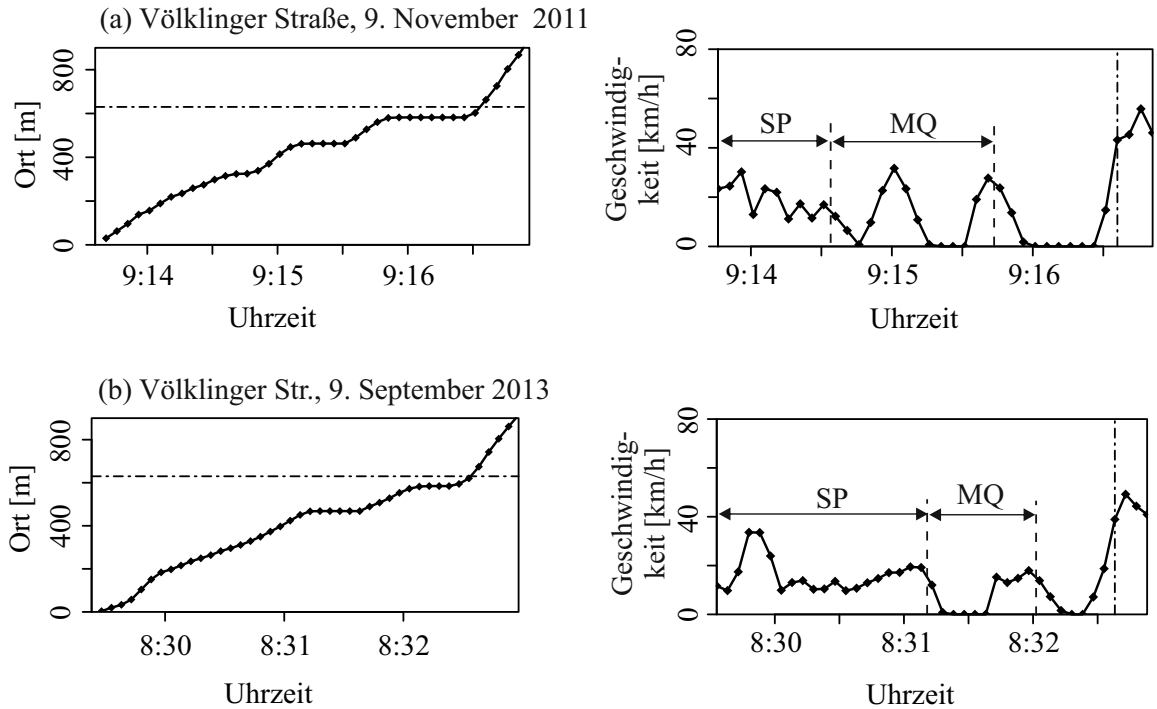 (a) Völklinger Straße, 9. November 2011
Ort [m]
0 400 800
9:14 9:15 9:16
Uhrzeit
Geschwindig-
keit [km/h]
0 40 80
SP MQ
9:14 9:15 9:16
Uhrzeit
(b) Völklinger Str., 9. September 2013
Ort [m]
0 400 800
8:30 8:31 8:32
Uhrzeit
Geschwindig-
keit [km/h]
0 40 80
SP MQ
8:30 8:31 8:32
Uhrzeit